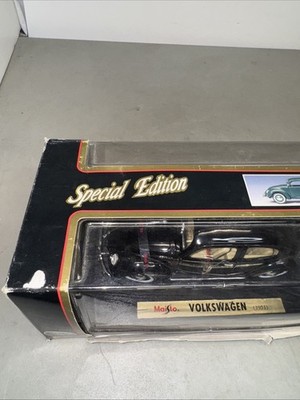 Special Edition
Maisto
VOLKSWAGEN